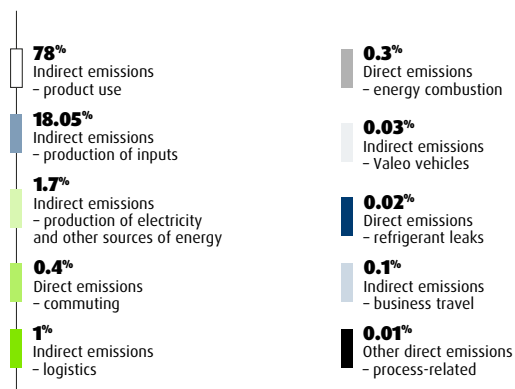 78%
Indirect emissions
– product use
18.05%
Indirect emissions
– production of inputs
1.7%
Indirect emissions
– production of electricity
and other sources of energy
0.4%
Direct emissions
– commuting
1%
Indirect emissions
– logistics
0.3%
Direct emissions
– energy combustion
0.03%
Indirect emissions
– Valeo vehicles
0.02%
Direct emissions
– refrigerant leaks
0.1%
Indirect emissions
– business travel
0.01%
Other direct emissions
– process-related